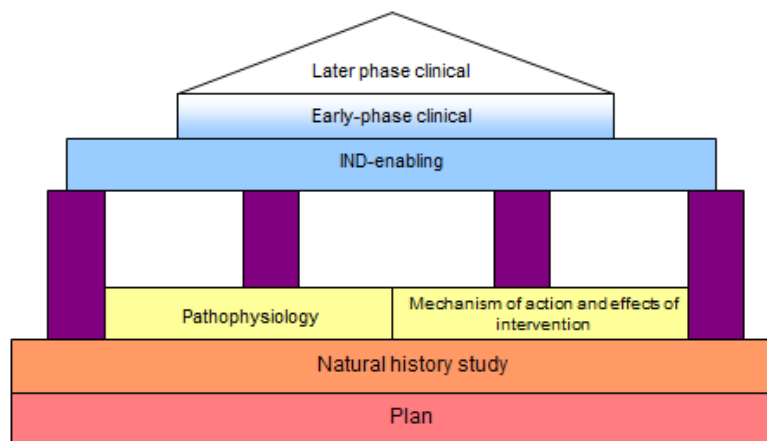 Later phase clinical
Early-phase clinical
IND-enabling
Pathophysiology
Mechanism of action and effects of
intervention
Natural history study
Plan